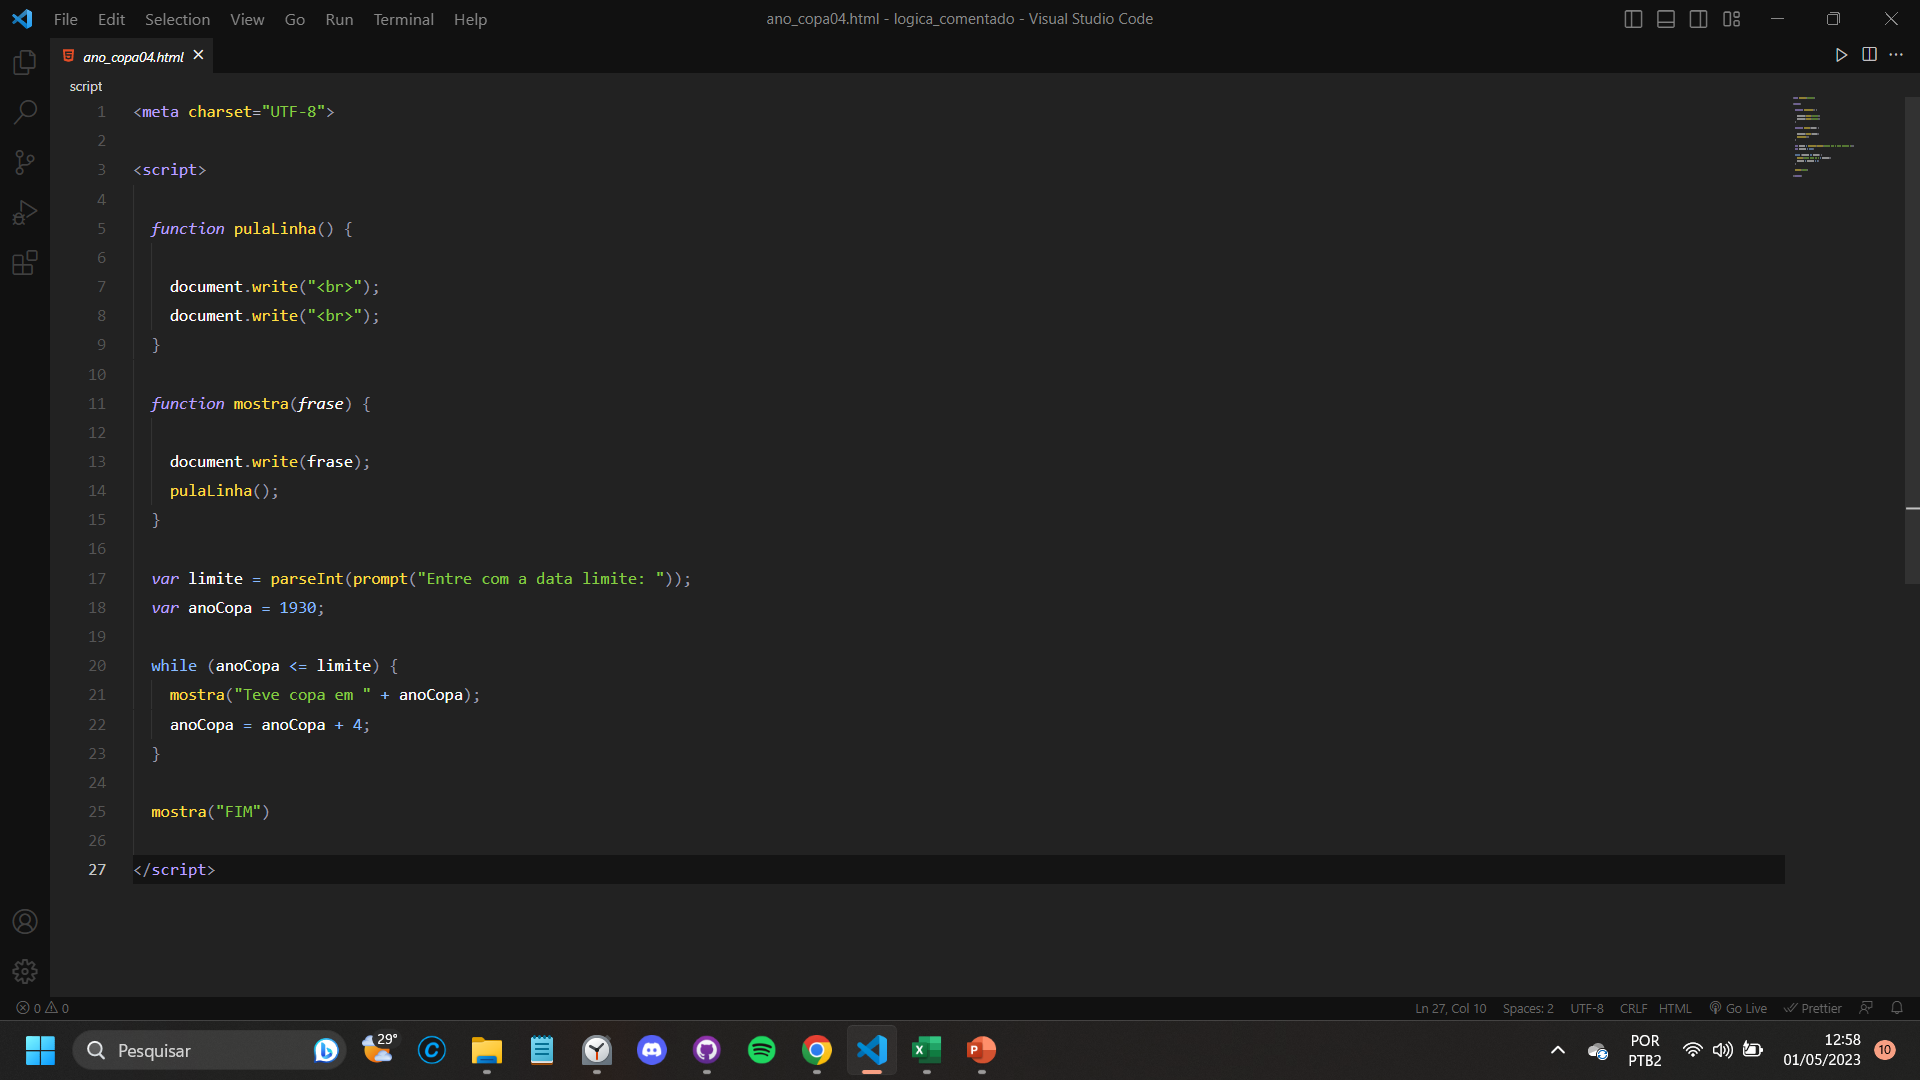 File Edit Selection View Go Run Terminal Help
ano_copa04.html - logica_comentado - Visual Studio Code
ano_copa04.html
script
1 <meta charset="UTF-8">
2
3 <script>
4
5 function pulaLinha() {
6
7 document.write("<br>");
8 document.write("<br>");
9 }
10
11 function mostra(frase) {
12
13 document.write(frase);
14 pulaLinha();
15 }
16
17 var limite = parseInt(prompt("Entre com a data limite: "));
18 var anoCopa = 1930;
19
20 while (anoCopa <= limite) {
21 mostra("Teve copa em " + anoCopa);
22 anoCopa = anoCopa + 4;
23 }
24
25 mostra("FIM")
26
27 </script>
0 0
Ln 27, Col 10 Spaces: 2 UTF-8 CRLF HTML Go Live Prettier
Pesquisar
29°
POR
PTB2
12:58
01/05/2023
10